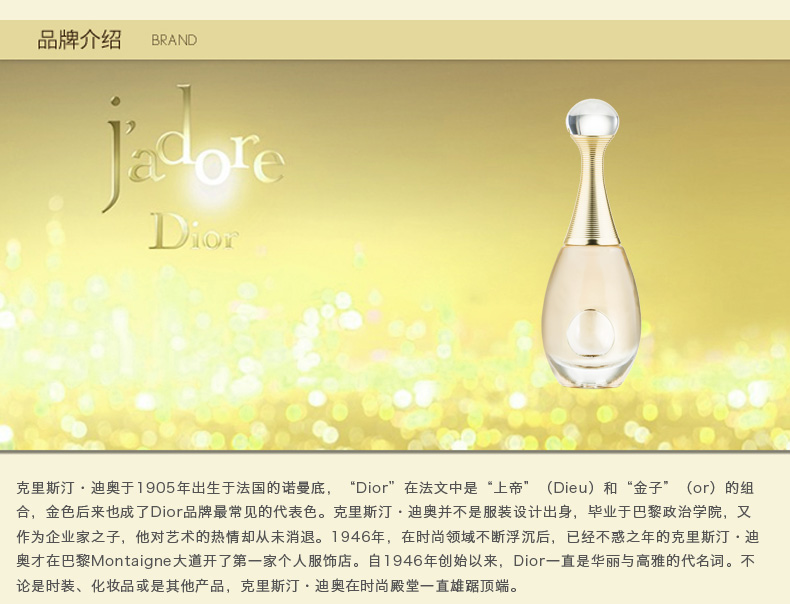 品牌介绍 BRAND
j'adore
Dior
克里斯汀·迪奥于1905年出生于法国的诺曼底，“Dior”在法文中是“上帝”（Dieu）和“金子”（or）的组
合，金色后来也成了Dior品牌最常见的代表色。克里斯汀·迪奥并不是服装设计出身，毕业于巴黎政治学院，又
作为企业家之子，他对艺术的热情却从未消退。1946年，在时尚领域不断浮沉后，已经不惑之年的克里斯汀·迪
奥才在巴黎Montaigne大道开了第一家个人服饰店。自1946年创始以来，Dior一直是华丽与高雅的代名词。不
论是时装、化妆品或是其他产品，克里斯汀·迪奥在时尚殿堂一直雄踞顶端。